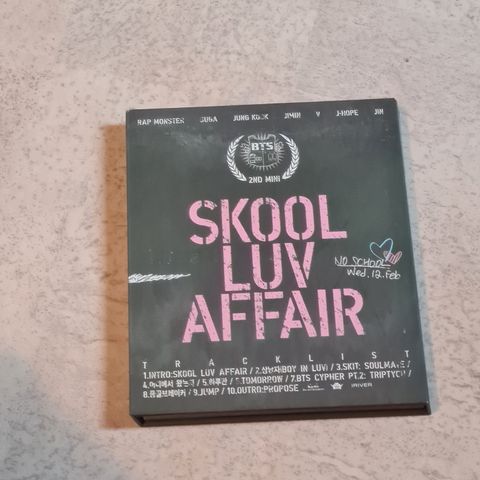 RAP MONSTER SUGA JUNG KOOK JIMIN V J-HOPE JIN
BTS
2ND MINI
SKOOL
LUV
AFFAIR
NO SCHOOL
Wed. 12. Feb
TRACKLIST
1.INTRO:SKOOL LUV AFFAIR / 2.상남자(BOY IN LUV) / 3.SKIT: SOULMATE /
4.어디에서 왔는지 / 5.하루만 / 6.TOMORROW / 7.BTS CYPHER PT.2: TRIPTYCH /
8.등골브레이커 / 9.JUMP / 10.OUTRO:PROPOSE IRIVER